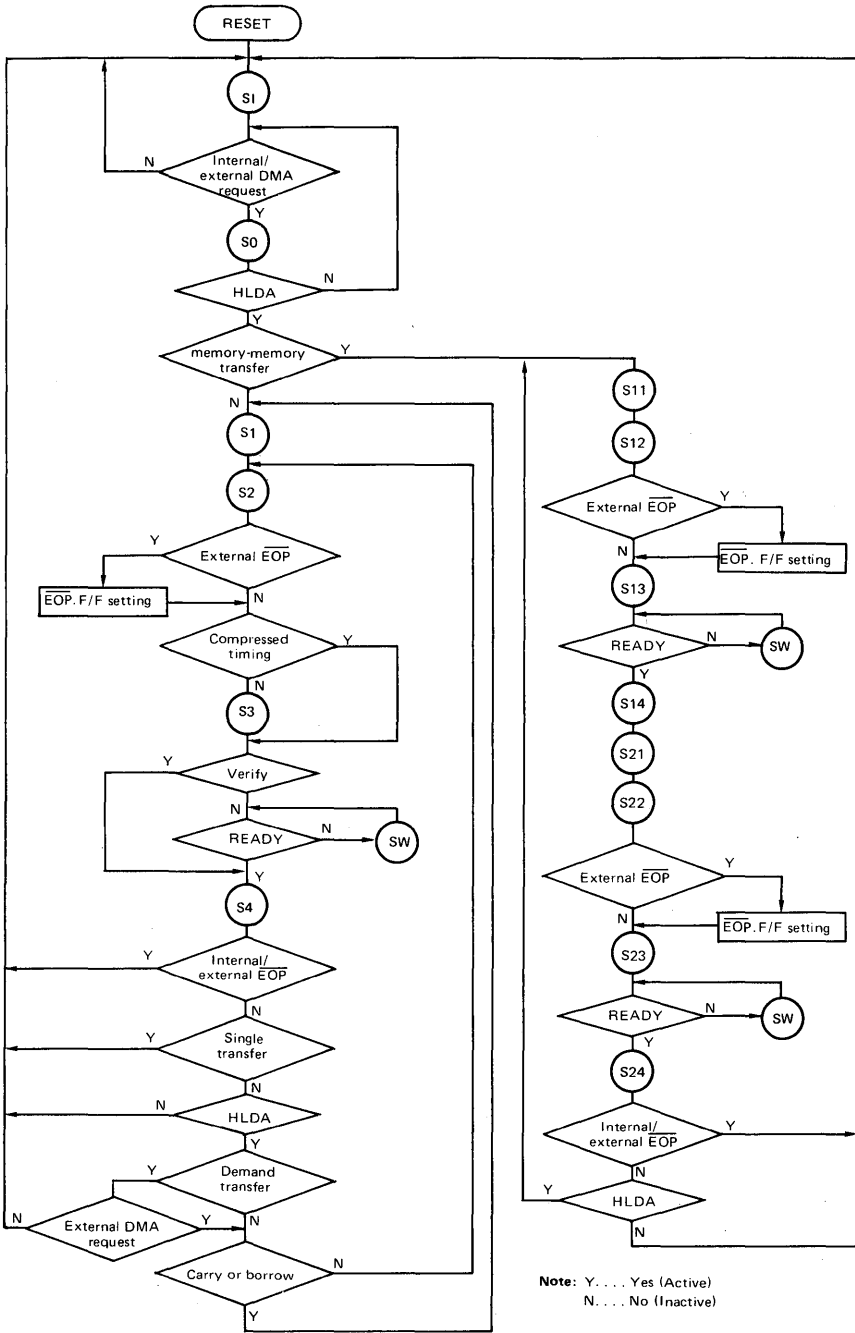 RESET
SI
N
Internal/
external DMA
request
Y
S0
N
HLDA
Y
memory-memory
transfer
Y
N
S1
S2
Y
External EOP
N
EOP. F/F setting
Compressed
timing
Y
N
S3
Y
Verify
N
READY
N
SW
Y
S4
Y
Internal/
external EOP
N
Y
Single
transfer
N
N
HLDA
Y
Y
Demand
transfer
N
N
External DMA
request
Y
Carry or borrow
N
Y
S11
S12
External EOP
Y
N
EOP. F/F setting
S13
READY
N
SW
Y
S14
S21
S22
External EOP
Y
N
EOP. F/F setting
S23
READY
N
SW
Y
S24
Internal/
external EOP
Y
N
Y
HLDA
N
Note: Y.... Yes (Active)
N.... No (Inactive)